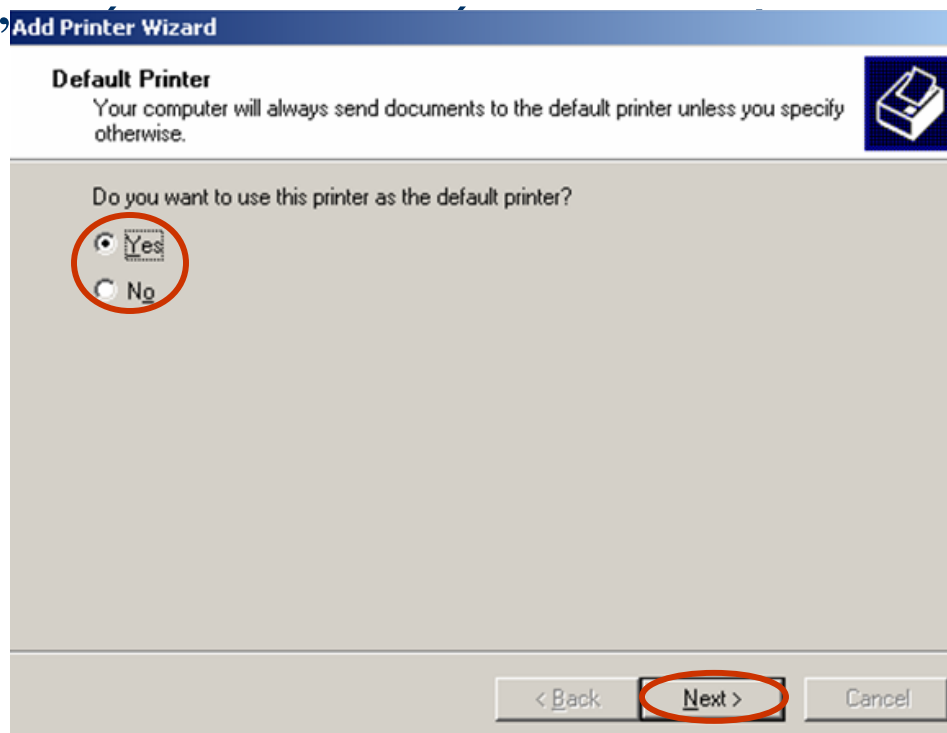 Add Printer Wizard
Default Printer
Your computer will always send documents to the default printer unless you specify
otherwise.
Do you want to use this printer as the default printer?
Yes
No
< Back Next > Cancel